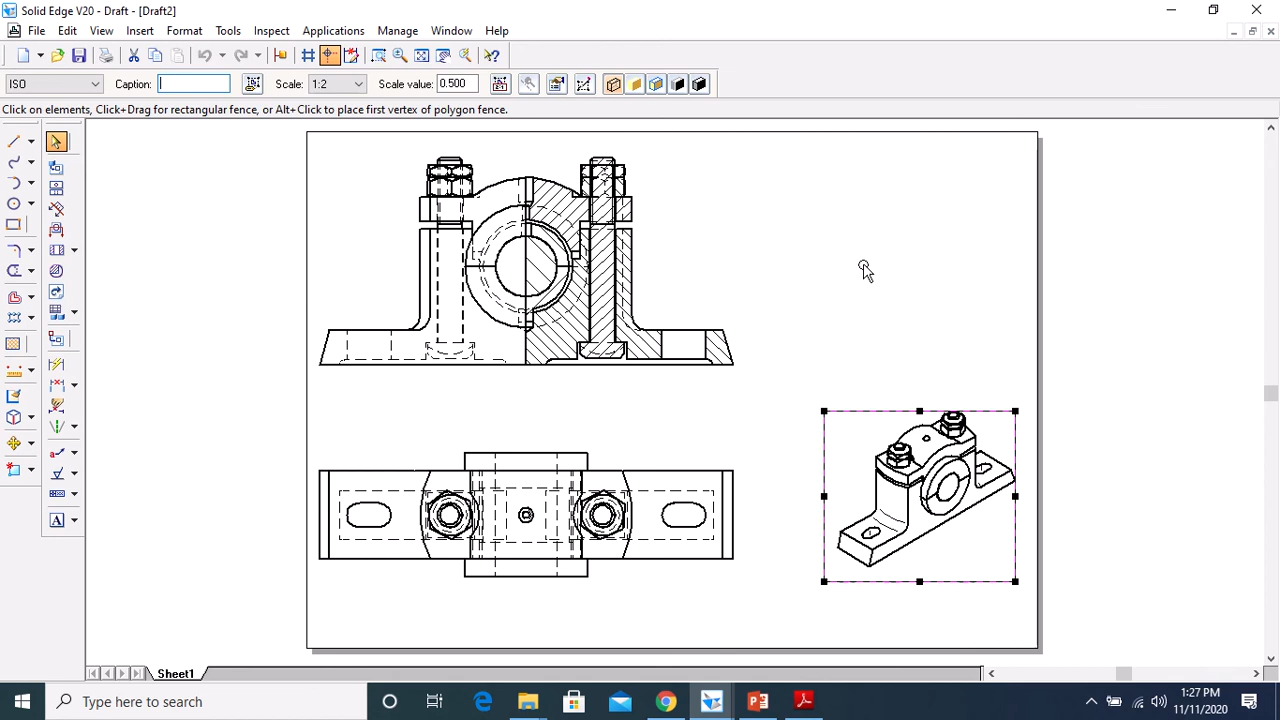 Solid Edge V20 - Draft - [Draft2]
File Edit View Insert Format Tools Inspect Applications Manage Window Help
ISO Caption: Scale: 1:2 Scale value: 0.500
Click on elements, Click+Drag for rectangular fence, or Alt+Click to place first vertex of polygon fence.
A
Sheet1
Type here to search
1:27 PM
11/11/2020